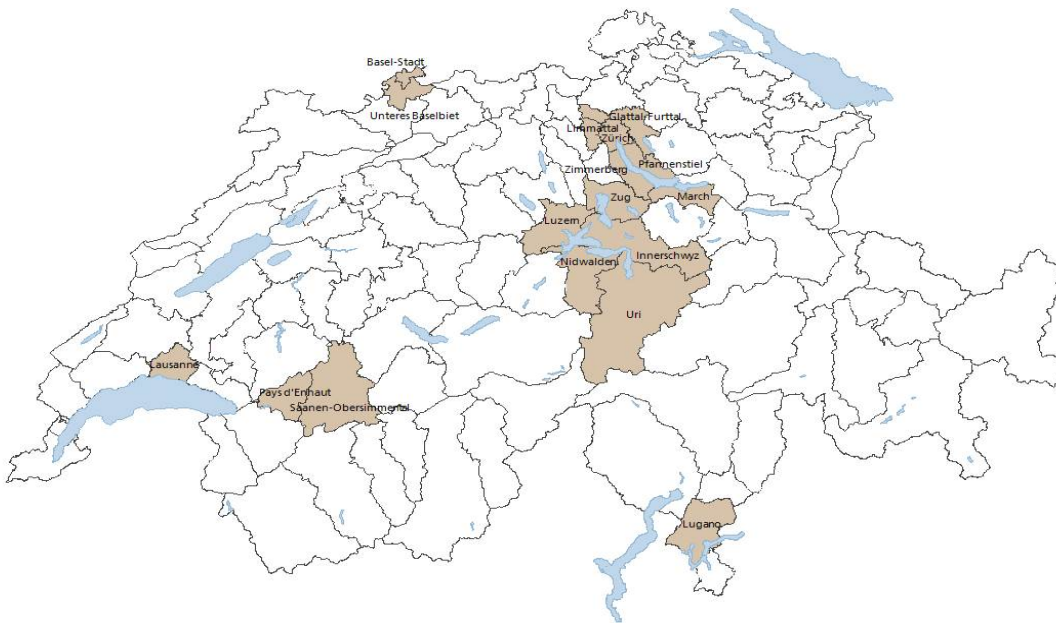 Basel-Stadt
Unteres Baselbiet
Glattal-Furttal
Limmattal
Zürich
Zimmerberg
Pfannenstiel
Zug
March
Luzern
Innerschwyz
Nidwalden
Uri
Lausanne
Pays d'Enhaut
Saanen-Obersimmental
Lugano